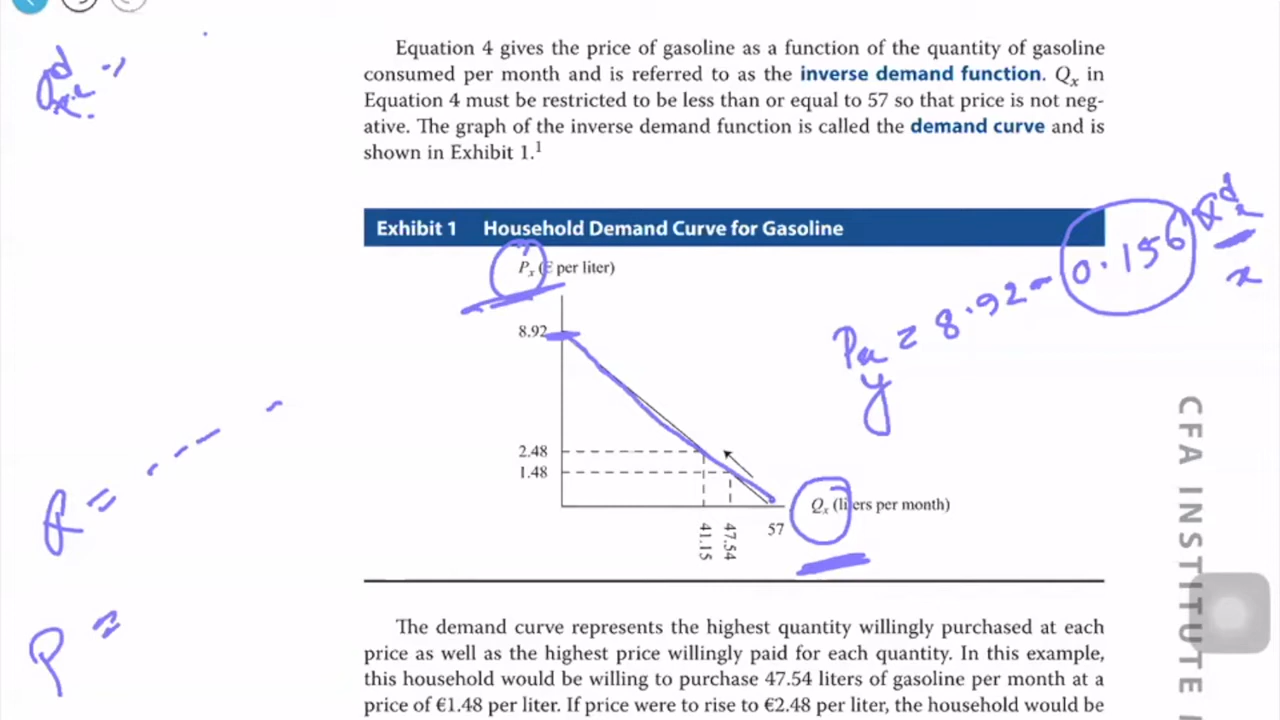 Equation 4 gives the price of gasoline as a function of the quantity of gasoline
consumed per month and is referred to as the inverse demand function. Qx in
Equation 4 must be restricted to be less than or equal to 57 so that price is not neg-
ative. The graph of the inverse demand function is called the demand curve and is
shown in Exhibit 1.1
Exhibit 1 Household Demand Curve for Gasoline
Px (€ per liter)
8.92
2.48
1.48
41.15
47.54
57
Qx (liters per month)
= 8.92 - 0.156
y
x
P =
CFA INSTITUTE
The demand curve represents the highest quantity willingly purchased at each
price as well as the highest price willingly paid for each quantity. In this example,
this household would be willing to purchase 47.54 liters of gasoline per month at a
price of €1.48 per liter. If price were to rise to €2.48 per liter, the household would be